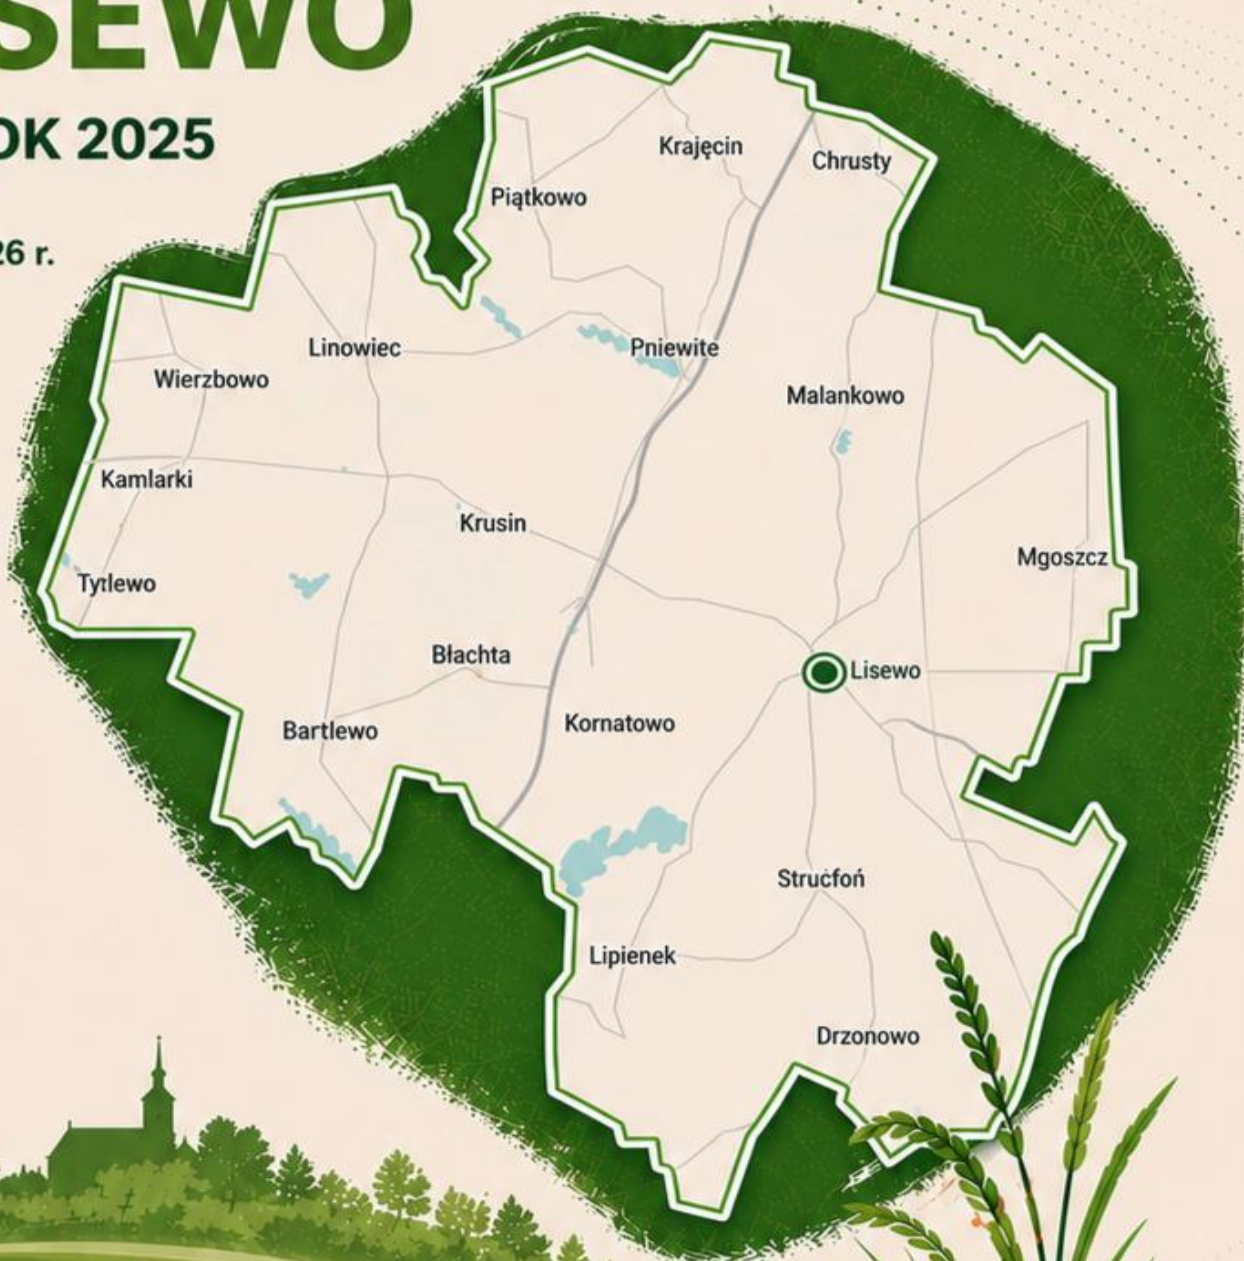 SEWO
OK 2025
26 r.
Krajęcin
Chrusty
Piątkowo
Linowiec
Pniewite
Wierzbowo
Malankowo
Kamlarki
Krusin
Mgoszcz
Tytlewo
Błachta
Lisewo
Bartlewo
Kornatowo
Strucfoń
Lipienek
Drzonowo